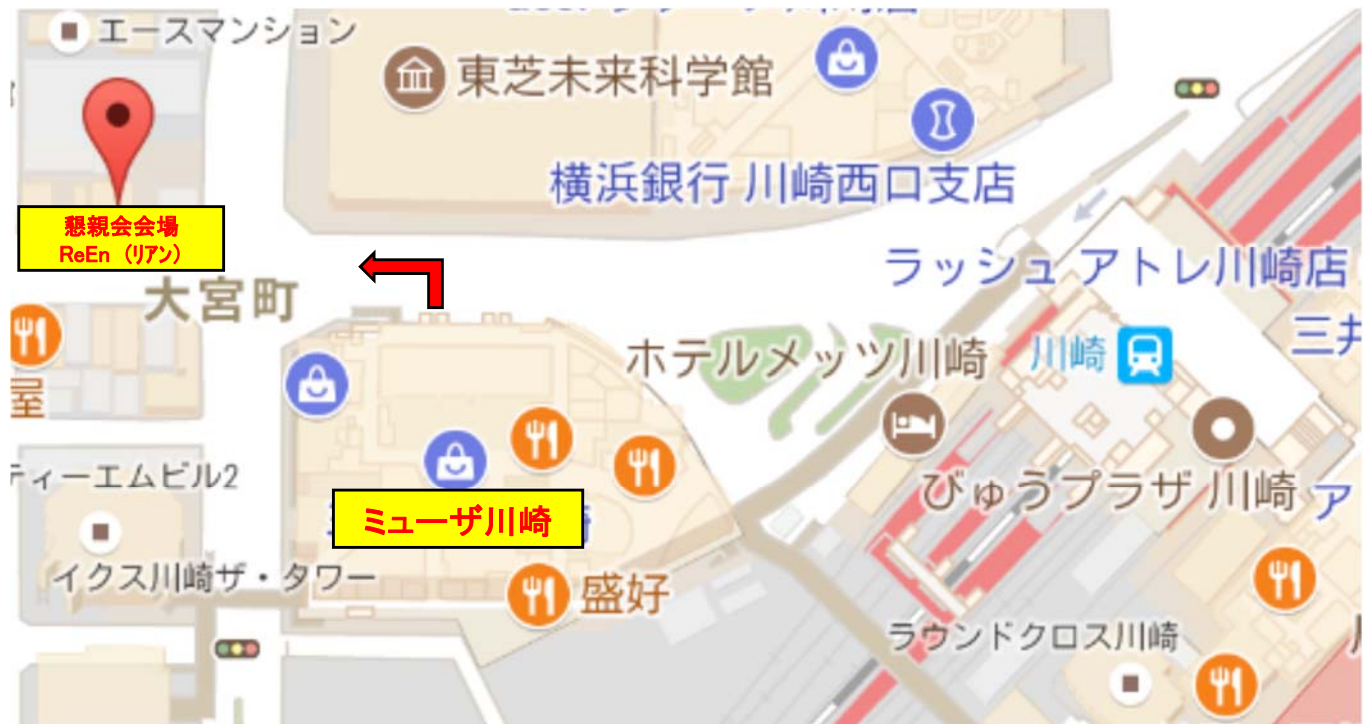 エースマンション
東芝未来科学館
横浜銀行 川崎西口支店
懇親会会場
ReEn (リアン)
ラッシュ アトレ川崎店
大宮町
三井
ホテルメッツ川崎
川崎
屋
ティーエムビル2
びゅうプラザ 川崎
ア
ミューザ川崎
イクス川崎ザ・タワー
盛好
ラウンドクロス川崎